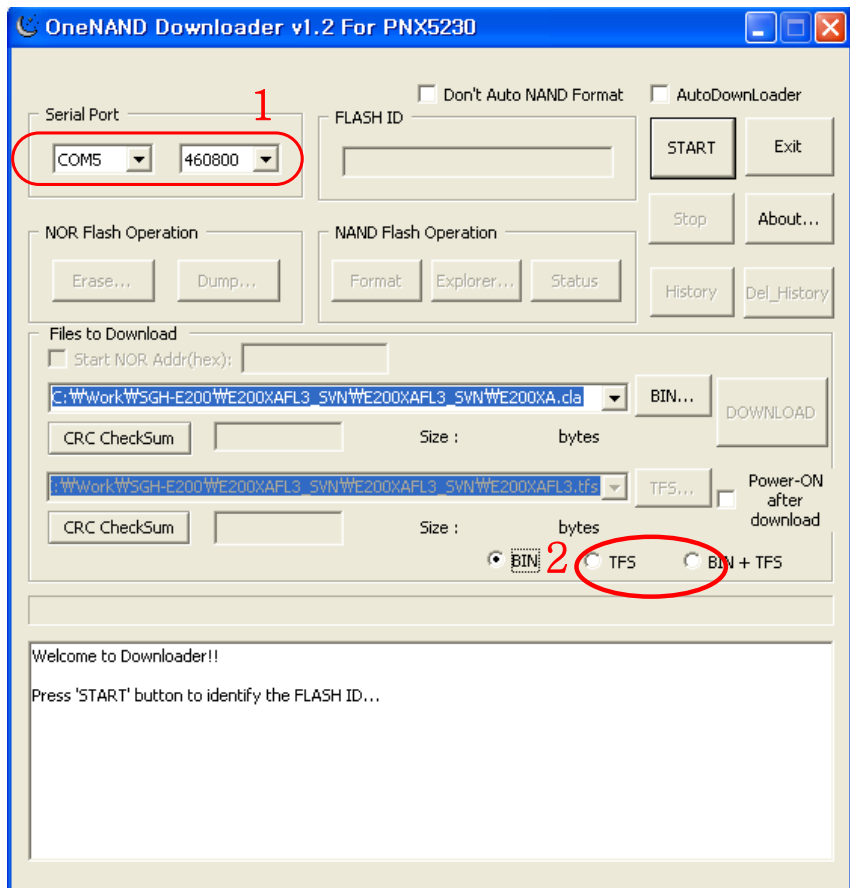 OneNAND Downloader v1.2 For PNX5230
Don't Auto NAND Format
AutoDownLoader
1
Serial Port
COM5
460800
FLASH ID
START
Exit
Stop
About...
NOR Flash Operation
Erase...
Dump...
NAND Flash Operation
Format
Explorer...
Status
History
Del_History
Files to Download
Start NOR Addr(hex):
C:₩Work₩SGH-E200₩E200XAFL3_SVN₩E200XAFL3_SVN₩E200XA.cla
BIN...
DOWNLOAD
CRC CheckSum
Size :
bytes
:₩Work₩SGH-E200₩E200XAFL3_SVN₩E200XAFL3_SVN₩E200XAFL3.tfs
TFS...
Power-ON
after
download
CRC CheckSum
Size :
bytes
BIN
2
TFS
BIN + TFS
Welcome to Downloader!!
Press 'START' button to identify the FLASH ID...